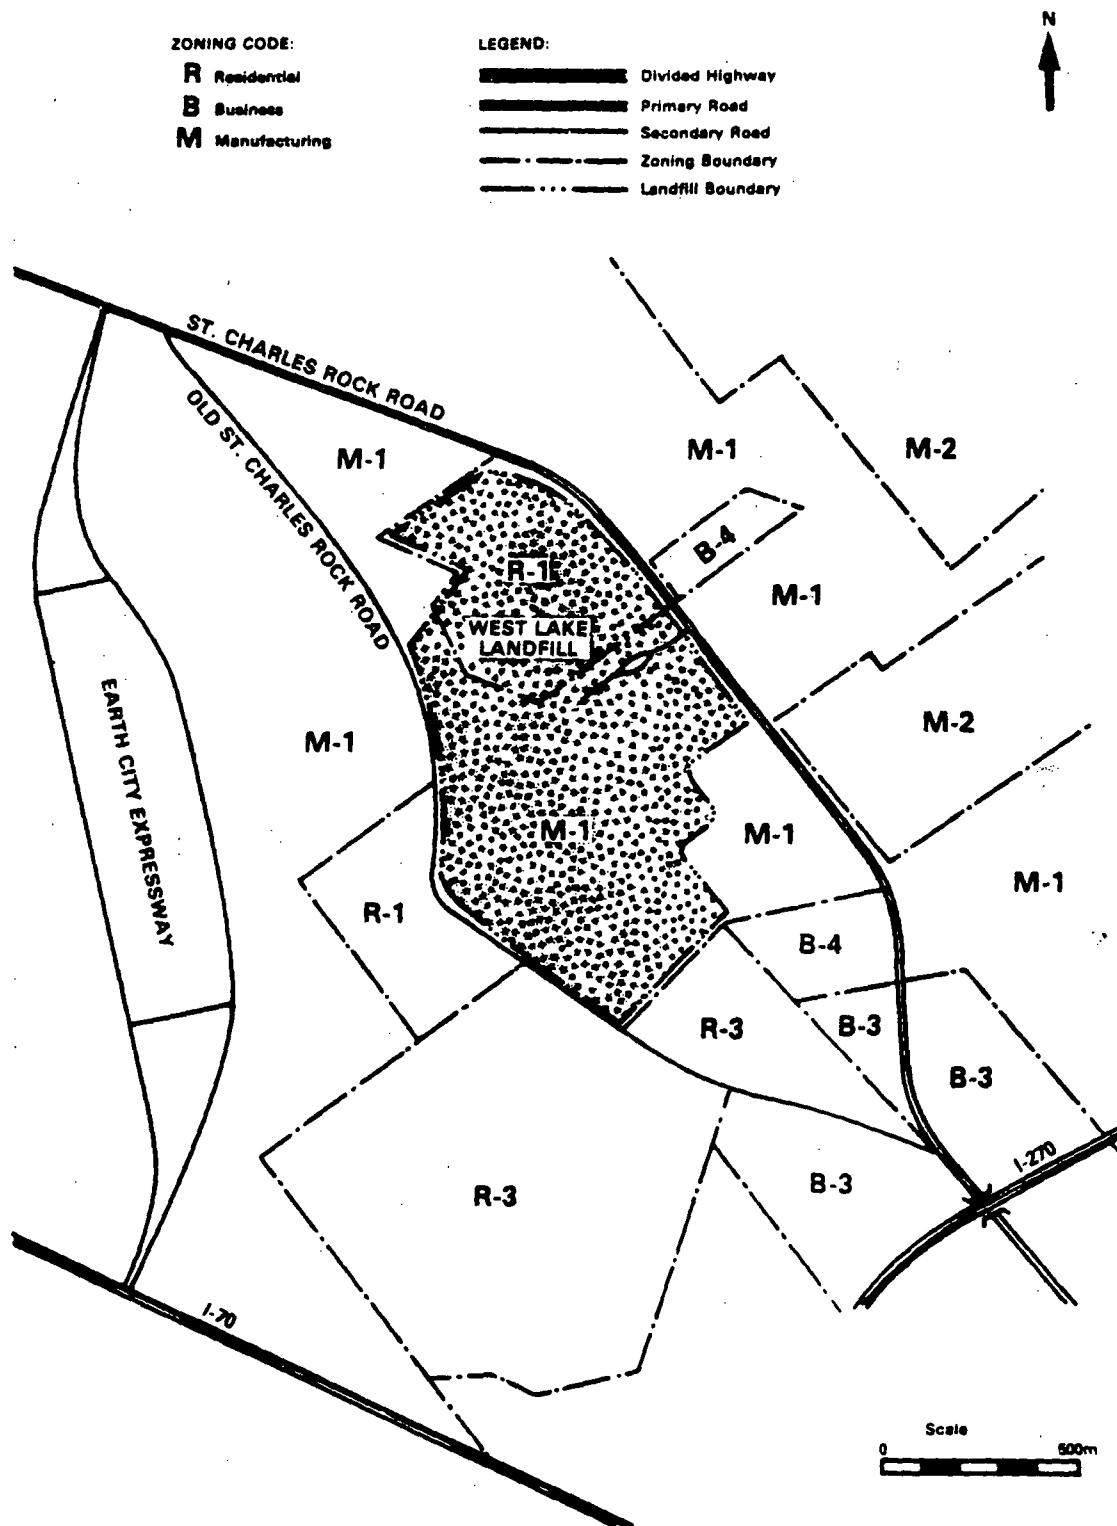 N
ZONING CODE:
R Residential
B Business
M Manufacturing
LEGEND:
Divided Highway
Primary Road
Secondary Road
Zoning Boundary
Landfill Boundary
ST. CHARLES ROCK ROAD
OLD ST. CHARLES ROCK ROAD
M-1
M-1
M-2
B-4
R-1
M-1
WEST LAKE
LANDFILL
EARTH CITY EXPRESSWAY
M-1
M-2
M-1
M-1
M-1
R-1
B-4
R-3
B-3
B-3
I-270
R-3
B-3
I-70
Scale
0 500m